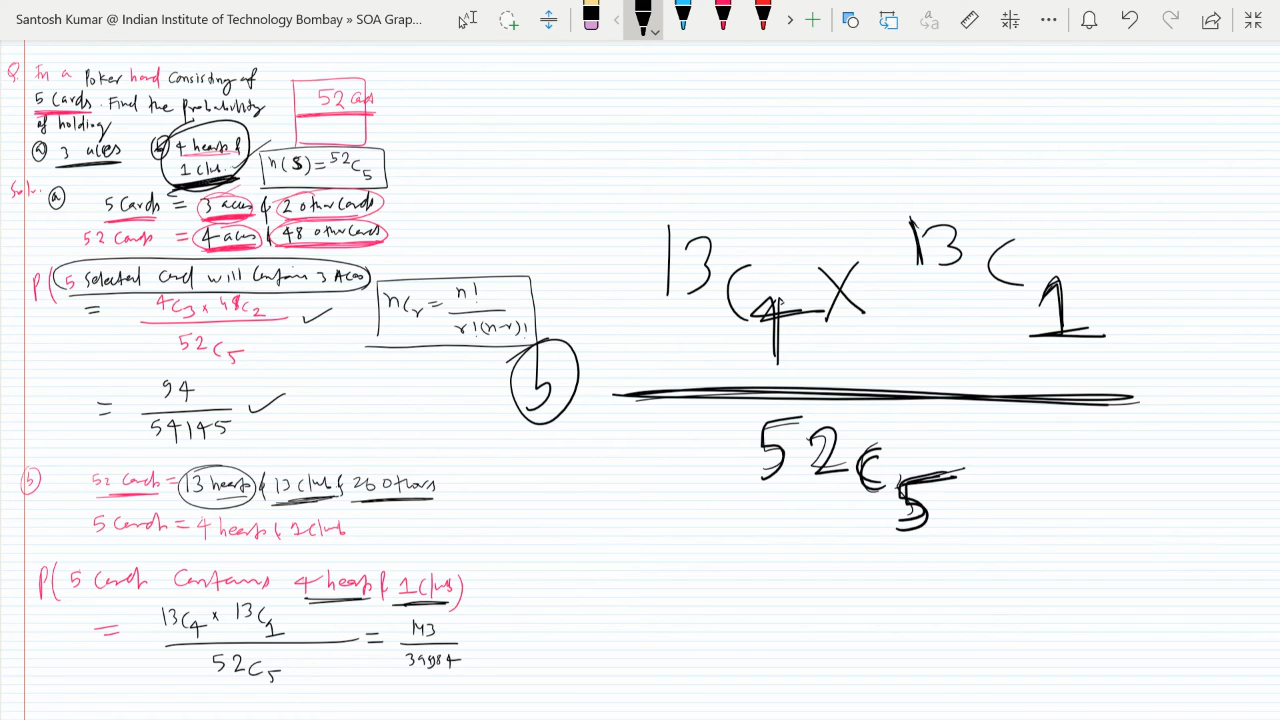 Santosh Kumar @ Indian Institute of Technology Bombay » SOA Grap...
Q. In a Poker hand Consisting of
5 Cards. Find the probability
of holding
(a) 3 aces (b) 4 hearts &
1 club.
52 Cards
n(S) = 52C5
Soln. (a)
5 Cards = 3 aces & 2 other Cards
52 Cards = 4 aces & 48 other Cards
P( 5 Selected Card will Contain 3 Aces )
= 4C3 x 48C2
52C5
nCr = n!
r!(n-r)!
= 94
54145
(b) 52 Cards = 13 hearts & 13 Club & 26 others
5 Cards = 4 hearts & 1 Club
P( 5 Cards Contains 4 hearts & 1 Club )
= 13C4 x 13C1
52C5
= 143
39984
b
13C4 X 13C1
52C5